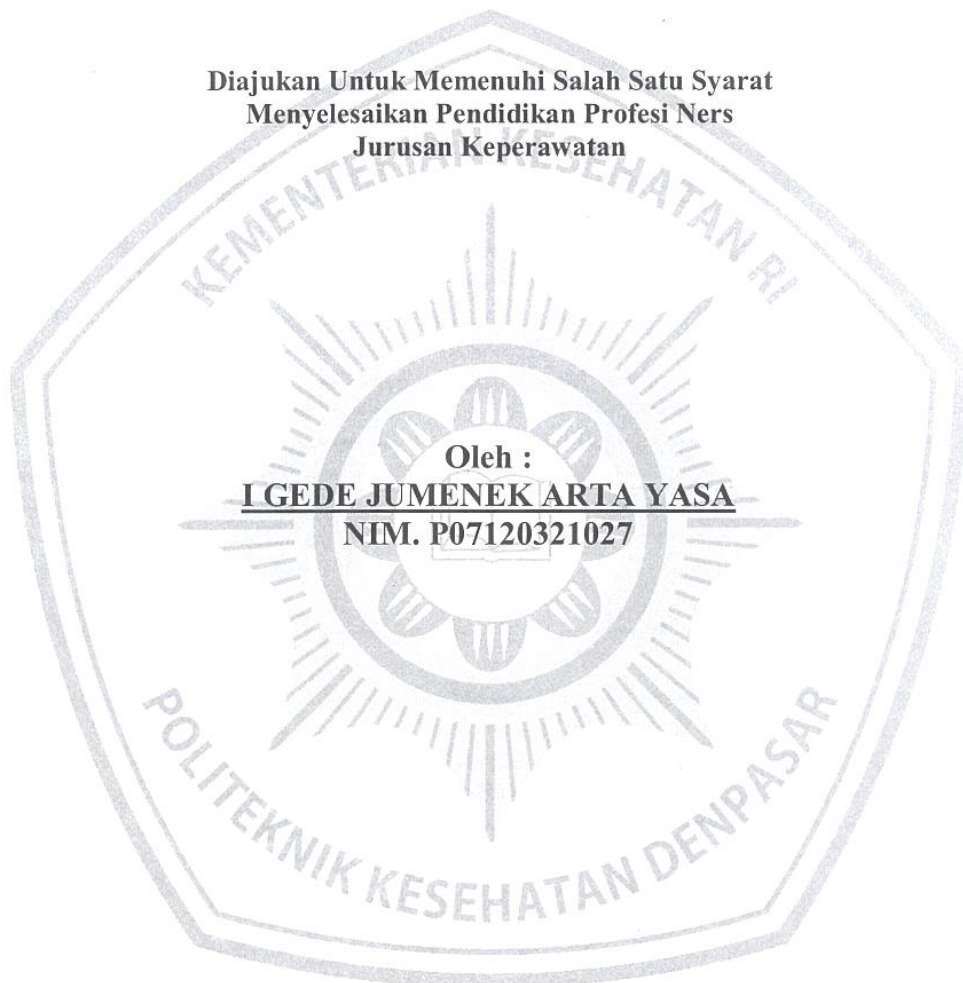 Diajukan Untuk Memenuhi Salah Satu Syarat
Menyelesaikan Pendidikan Profesi Ners
Jurusan Keperawatan
KEMENTERIAN KESEHATAN RI
Oleh :
I GEDE JUMENEK ARTA YASA
NIM. P07120321027
POLITEKNIK KESEHATAN DENPASAR